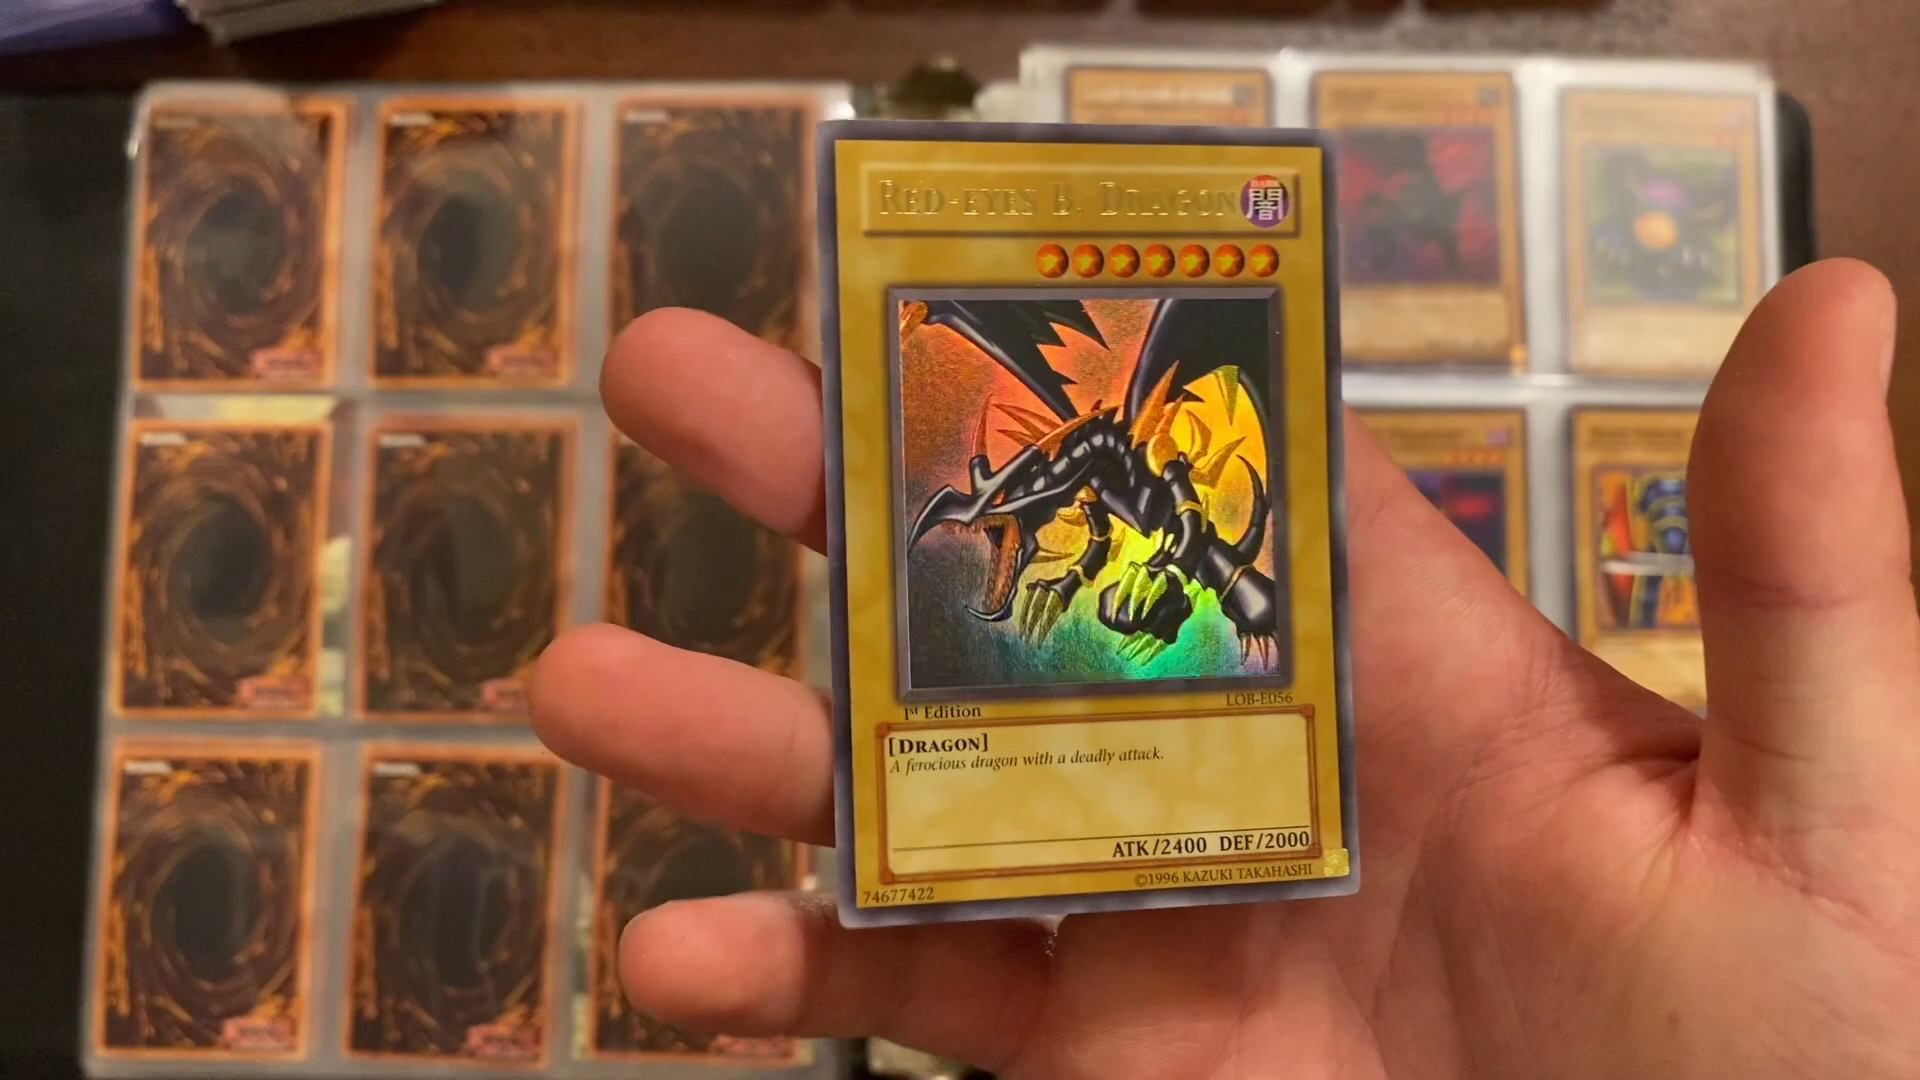 RED-EYES B. DRAGON
DARK
闇
1st Edition
LOB-E056
[DRAGON]
A ferocious dragon with a deadly attack.
ATK/2400 DEF/2000
74677422
©1996 KAZUKI TAKAHASHI